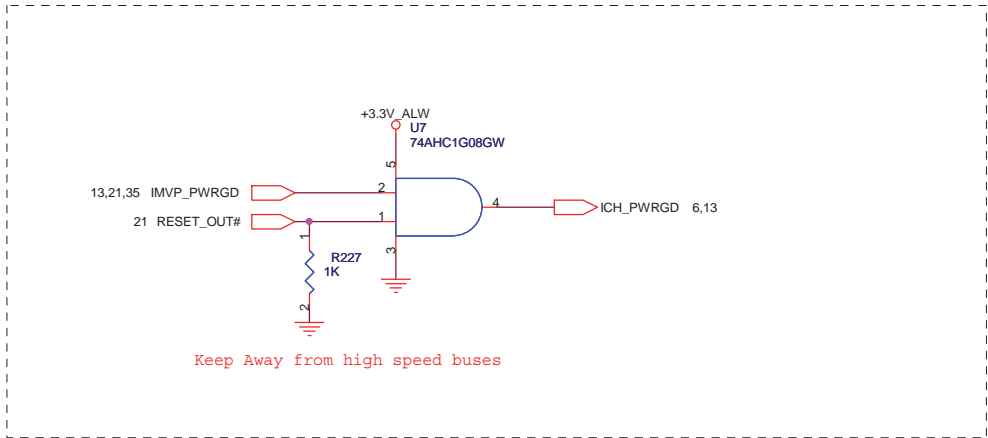 +3.3V_ALW
U7
74AHC1G08GW
5
13,21,35 IMVP_PWRGD
2
21 RESET_OUT#
1
4
ICH_PWRGD 6,13
3
1
R227
1K
2
Keep Away from high speed buses